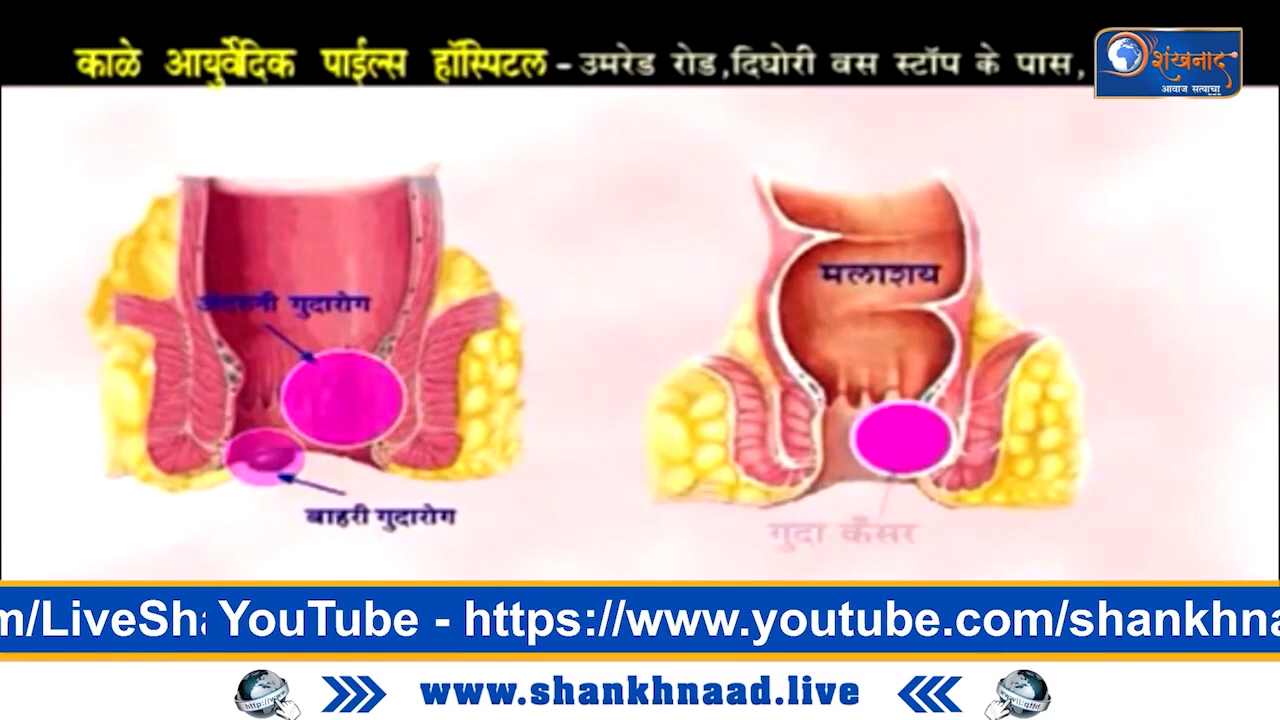 काळे आयुर्वेदिक पाईल्स हॉस्पिटल - उमरेड रोड,दिघोरी बस स्टॉप के पास,
शंखनाद
आवाज सत्याचा
मलाशय
गुदारोग
बाहरी गुदारोग
गुदा कँसर
m/LiveSha YouTube - https://www.youtube.com/shankhna
www.shankhnaad.live